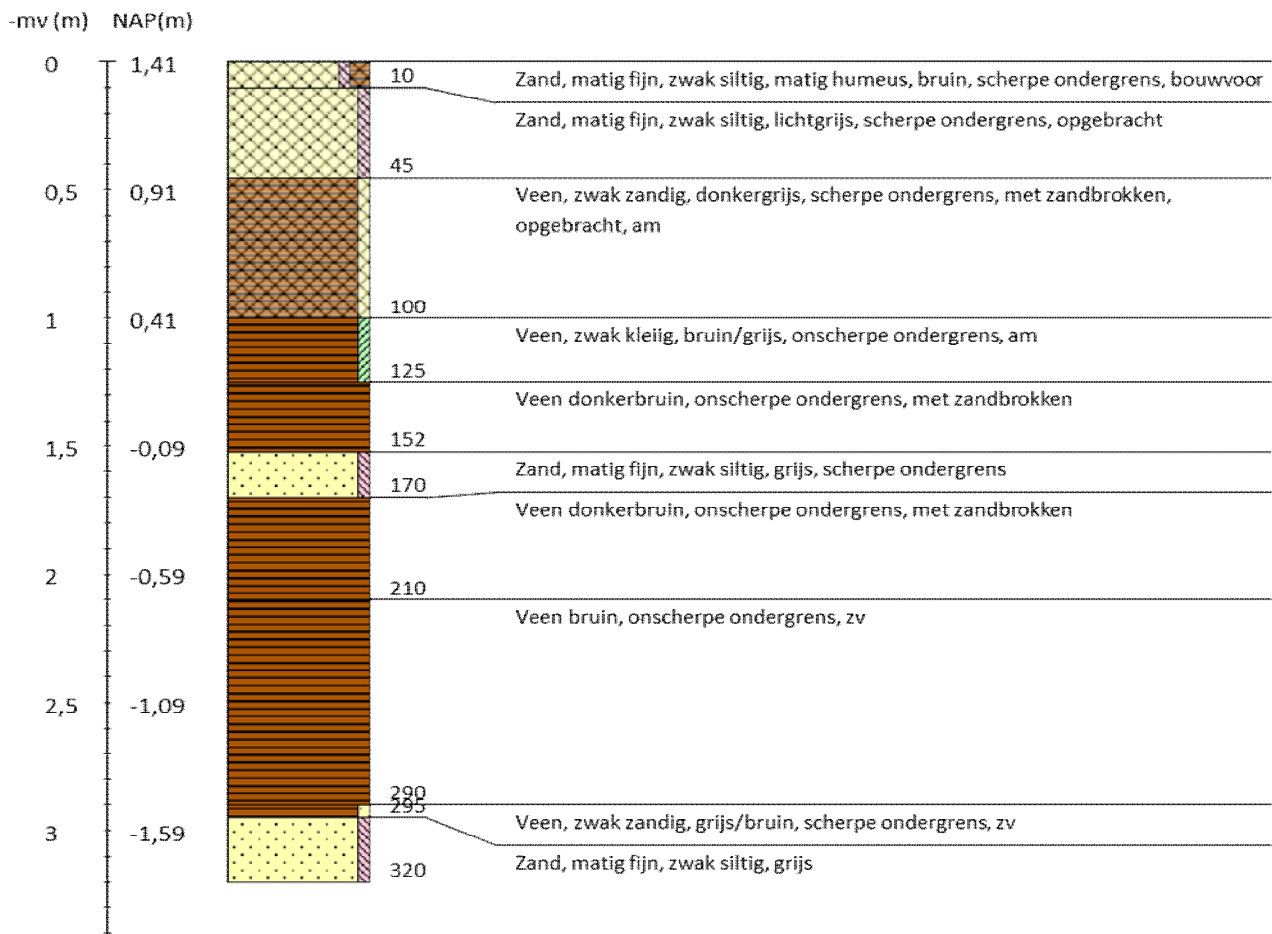 -mv (m) NAP(m)
0 1,41
10
Zand, matig fijn, zwak siltig, matig humeus, bruin, scherpe ondergrens, bouwvoor
Zand, matig fijn, zwak siltig, lichtgrijs, scherpe ondergrens, opgebracht
45
0,5 0,91
Veen, zwak zandig, donkergrijs, scherpe ondergrens, met zandbrokken,
opgebracht, am
100
1 0,41
Veen, zwak kleiig, bruin/grijs, onscherpe ondergrens, am
125
Veen donkerbruin, onscherpe ondergrens, met zandbrokken
152
1,5 -0,09
Zand, matig fijn, zwak siltig, grijs, scherpe ondergrens
170
Veen donkerbruin, onscherpe ondergrens, met zandbrokken
2 -0,59
210
Veen bruin, onscherpe ondergrens, zv
2,5 -1,09
290
295
Veen, zwak zandig, grijs/bruin, scherpe ondergrens, zv
3 -1,59
Zand, matig fijn, zwak siltig, grijs
320